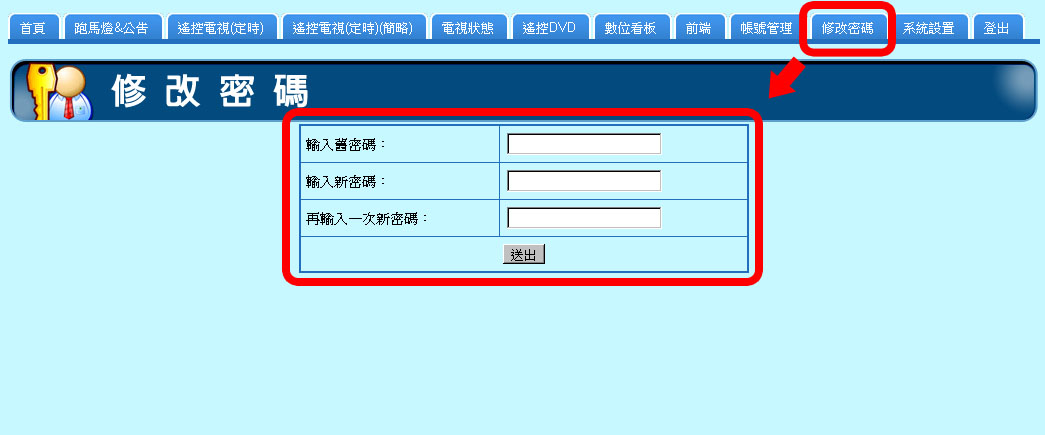 首頁 跑馬燈&公告 遙控電視(定時) 遙控電視(定時)(簡略) 電視狀態 遙控DVD 數位看板 前端 帳號管理 修改密碼 系統設置 登出
修改密碼
輸入舊密碼：
輸入新密碼：
再輸入一次新密碼：
送出